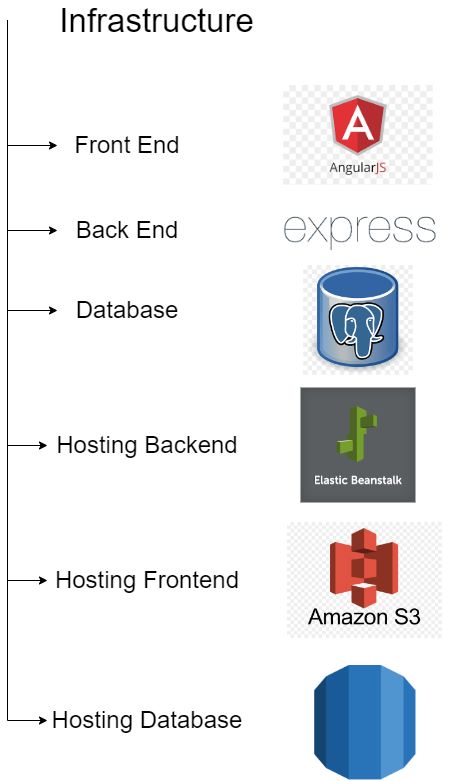 Infrastructure
Front End
AngularJS
Back End
express
Database
Hosting Backend
Elastic Beanstalk
Hosting Frontend
Amazon S3
Hosting Database